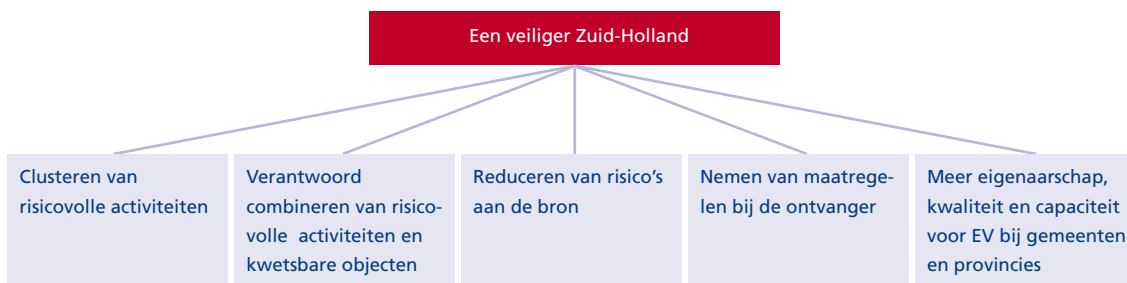 Een veiliger Zuid-Holland
Clusteren van
risicovolle activiteiten
Verantwoord
combineren van risico-
volle activiteiten en
kwetsbare objecten
Reduceren van risico's
aan de bron
Nemen van maatrege-
len bij de ontvanger
Meer eigenaarschap,
kwaliteit en capaciteit
voor EV bij gemeenten
en provincies